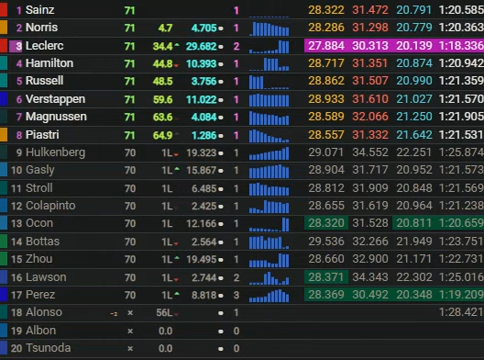 1 Sainz 71 1 28.322 31.472 20.791 1:20.585
2 Norris 71 4.7 4.705 1 28.286 31.298 20.779 1:20.363
3 Leclerc 71 34.4 29.682 2 27.884 30.313 20.139 1:18.336
4 Hamilton 71 44.8 10.393 1 28.717 31.351 20.874 1:20.942
5 Russell 71 48.5 3.756 1 28.862 31.507 20.990 1:21.359
6 Verstappen 71 59.6 11.022 1 28.933 31.610 21.027 1:21.570
7 Magnussen 71 63.6 4.084 1 28.589 32.066 21.250 1:21.905
8 Piastri 71 64.9 1.286 1 28.557 31.332 21.642 1:21.531
9 Hulkenberg 70 1L 19.323 1 29.071 34.552 22.251 1:25.874
10 Gasly 70 1L 15.867 1 28.904 31.717 20.952 1:21.573
11 Stroll 70 1L 6.485 1 28.812 31.909 20.848 1:21.569
12 Colapinto 70 1L 2.425 1 28.655 31.619 20.964 1:21.238
13 Ocon 70 1L 12.166 1 28.320 31.528 20.811 1:20.659
14 Bottas 70 1L 2.564 1 29.536 32.266 21.949 1:23.751
15 Zhou 70 1L 19.495 1 28.660 32.900 21.171 1:22.731
16 Lawson 70 1L 2.744 2 28.371 34.343 22.302 1:25.016
17 Perez 70 1L 8.818 3 28.369 30.492 20.348 1:19.209
18 Alonso -2 × 56L 1 1:28.421
19 Albon × 0.0 0
20 Tsunoda × 0.0 0